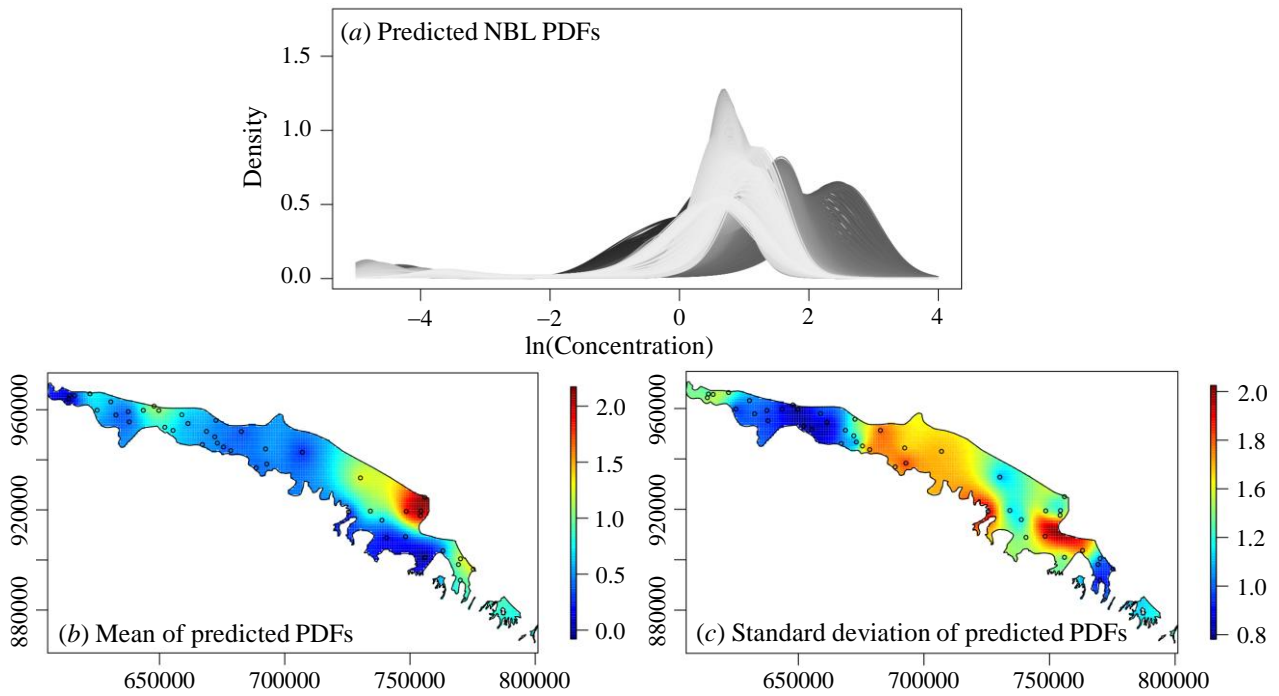 (a) Predicted NBL PDFs
1.5
1.0
0.5
0.0
Density
−4 −2 0 2 4
ln(Concentration)
960000
920000
880000
2.0
1.5
1.0
0.5
0.0
(b) Mean of predicted PDFs
650000 700000 750000 800000
960000
920000
880000
2.0
1.8
1.6
1.2
1.0
0.8
(c) Standard deviation of predicted PDFs
650000 700000 750000 800000